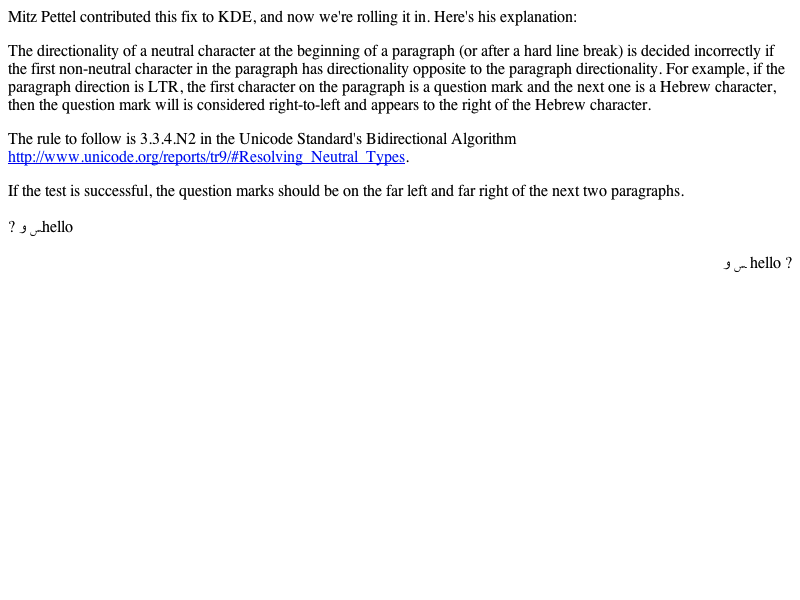 Mitz Pettel contributed this fix to KDE, and now we're rolling it in. Here's his explanation:
The directionality of a neutral character at the beginning of a paragraph (or after a hard line break) is decided incorrectly if
the first non-neutral character in the paragraph has directionality opposite to the paragraph directionality. For example, if the
paragraph direction is LTR, the first character on the paragraph is a question mark and the next one is a Hebrew character,
then the question mark will is considered right-to-left and appears to the right of the Hebrew character.
The rule to follow is 3.3.4.N2 in the Unicode Standard's Bidirectional Algorithm
http://www.unicode.org/reports/tr9/#Resolving_Neutral_Types.
If the test is successful, the question marks should be on the far left and far right of the next two paragraphs.
? س وhello
? hello س و